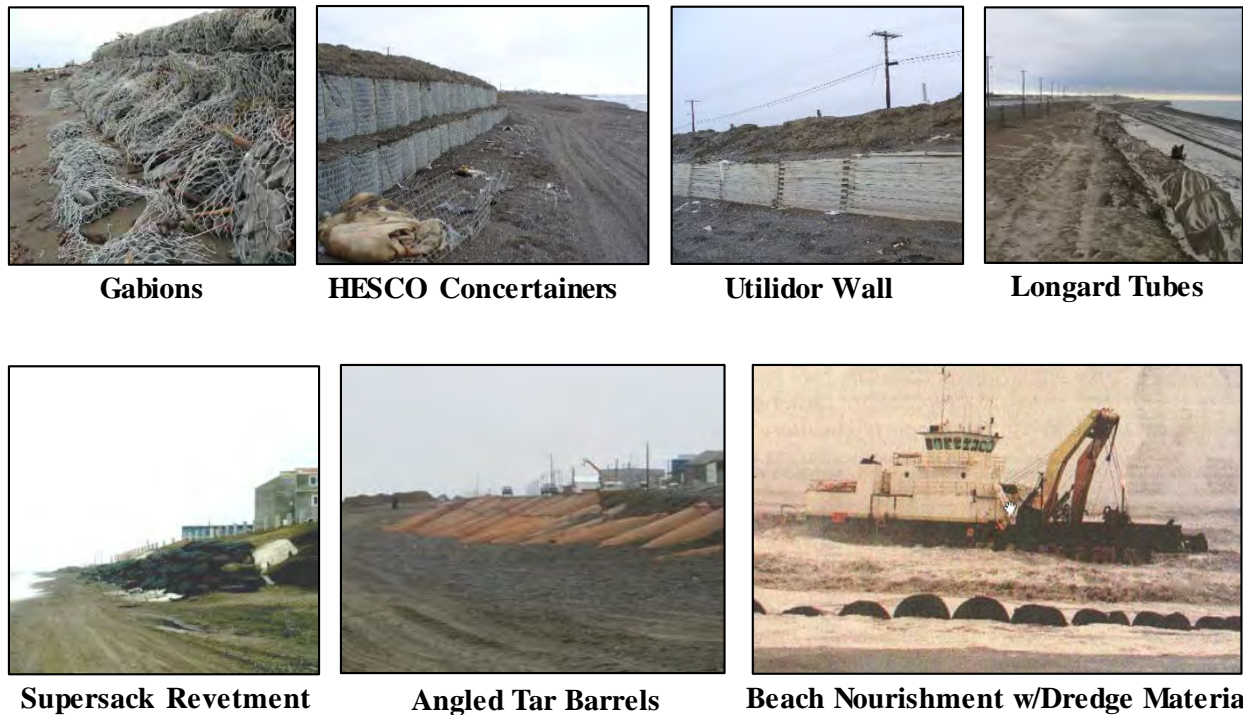 Gabions
HESCO Concertainers
Utilidor Wall
Longard Tubes
Supersack Revetment
Angled Tar Barrels
Beach Nourishment w/Dredge Materia